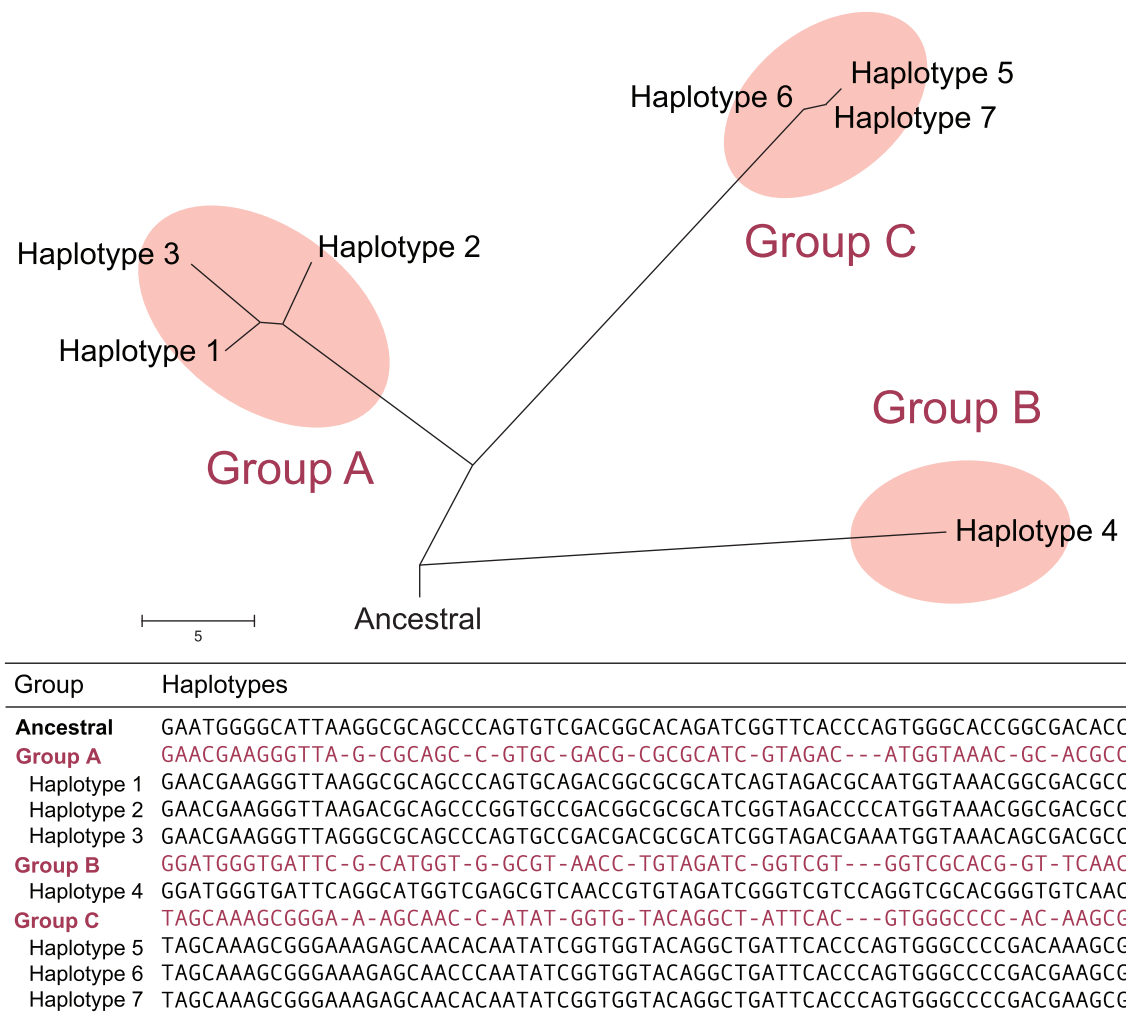 Haplotype 5
Haplotype 6
Haplotype 7
Group C
Haplotype 3
Haplotype 2
Haplotype 1
Group B
Group A
Haplotype 4
Ancestral
5
Group Haplotypes
Ancestral GAATGGGGCATTAAGGCGCAGCCCAGTGTCGACGGCACAGATCGGTTCACCCAGTGGGCACCGGCGACACC
Group A GAACGAAGGGTTA-G-CGCAGC-C-GTGC-GACG-CGCGCATC-GTAGAC---ATGGTAAAC-GC-ACGCC
Haplotype 1 GAACGAAGGGTTAAGGCGCAGCCCAGTGCAGACGGCGCGCATCAGTAGACGCAATGGTAAACGGCGACGCC
Haplotype 2 GAACGAAGGGTTAAGACGCAGCCCGGTGCCGACGGCGCGCATCGGTAGACCCCATGGTAAACGGCGACGCC
Haplotype 3 GAACGAAGGGTTAGGGCGCAGCCCAGTGCCGACGACGCGCATCGGTAGACGAAATGGTAAACAGCGACGCC
Group B GGATGGGTGATTC-G-CATGGT-G-GCGT-AACC-TGTAGATC-GGTCGT---GGTCGCACG-GT-TCAAC
Haplotype 4 GGATGGGTGATTCAGGCATGGTCGAGCGTCAACCGTGTAGATCGGGTCGTCCAGGTCGCACGGGTGTCAAC
Group C TAGCAAAGCGGGA-A-AGCAAC-C-ATAT-GGTG-TACAGGCT-ATTCAC---GTGGGCCCC-AC-AAGCG
Haplotype 5 TAGCAAAGCGGGAAAGAGCAACACAATATCGGTGGTACAGGCTGATTCACCCAGTGGGCCCCGACAAAGCG
Haplotype 6 TAGCAAAGCGGGAAAGAGCAACCCAATATCGGTGGTACAGGCTGATTCACCCAGTGGGCCCCGACGAAGCG
Haplotype 7 TAGCAAAGCGGGAAAGAGCAACACAATATCGGTGGTACAGGCTGATTCACCCAGTGGGCCCCGACGAAGCG